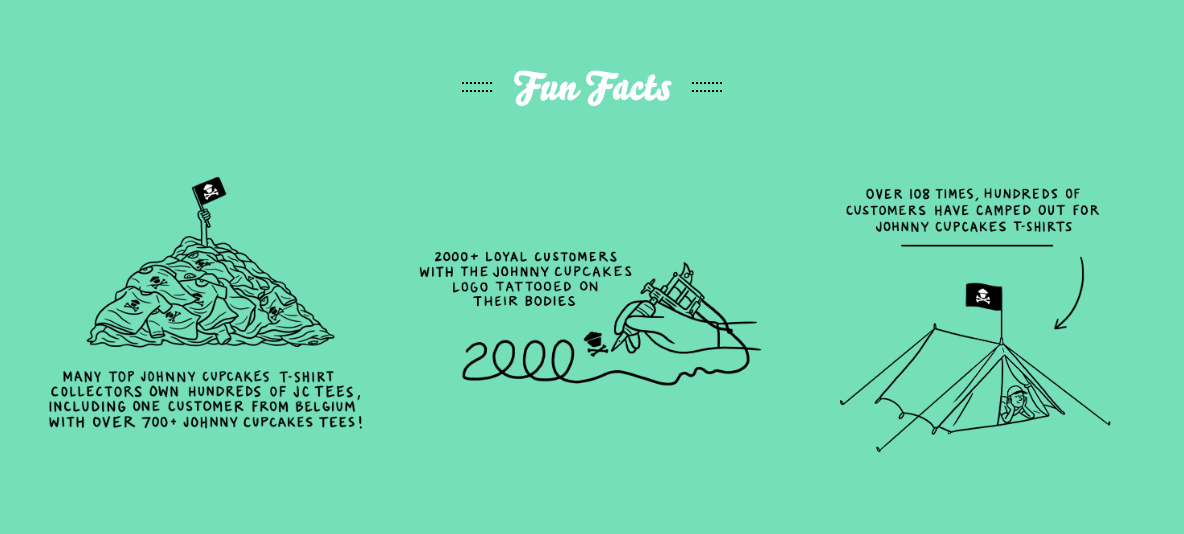 Fun Facts
MANY TOP JOHNNY CUPCAKES T-SHIRT
COLLECTORS OWN HUNDREDS OF JC TEES,
INCLUDING ONE CUSTOMER FROM BELGIUM
WITH OVER 700+ JOHNNY CUPCAKES TEES!
2000+ LOYAL CUSTOMERS
WITH THE JOHNNY CUPCAKES
LOGO TATTOOED ON
THEIR BODIES
2000
OVER 108 TIMES, HUNDREDS OF
CUSTOMERS HAVE CAMPED OUT FOR
JOHNNY CUPCAKES T-SHIRTS